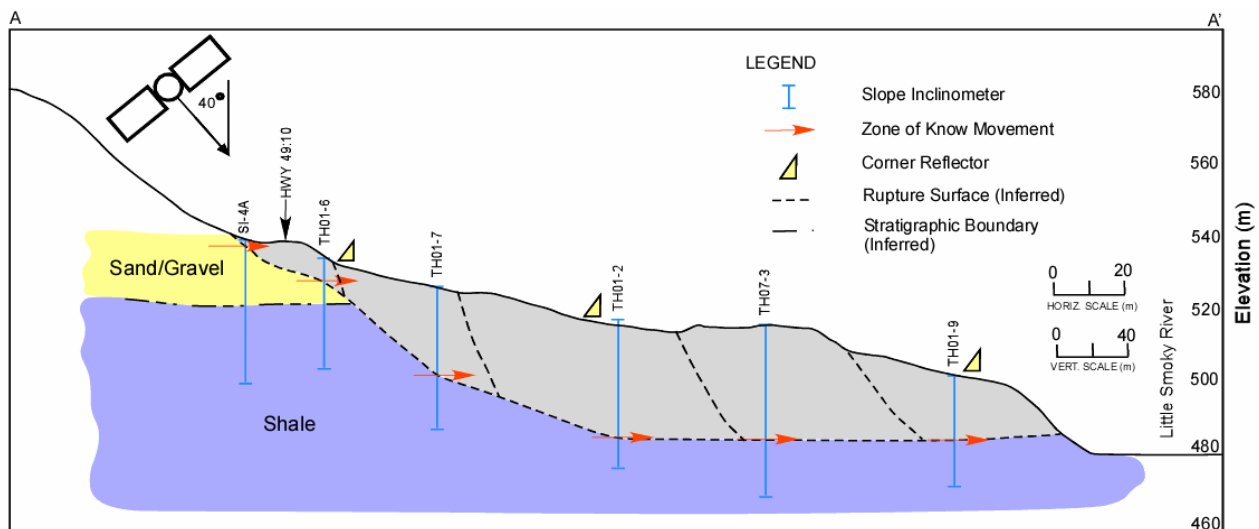 A
A'
40°
LEGEND
Slope Inclinometer
Zone of Know Movement
Corner Reflector
Rupture Surface (Inferred)
Stratigraphic Boundary
(Inferred)
580
560
540
520
500
480
460
Elevation (m)
HWY 49:10
SI-4A
TH01-6
TH01-7
TH01-2
TH07-3
TH01-9
Sand/Gravel
Shale
0 20
HORIZ. SCALE (m)
0 40
VERT. SCALE (m)
Little Smoky River